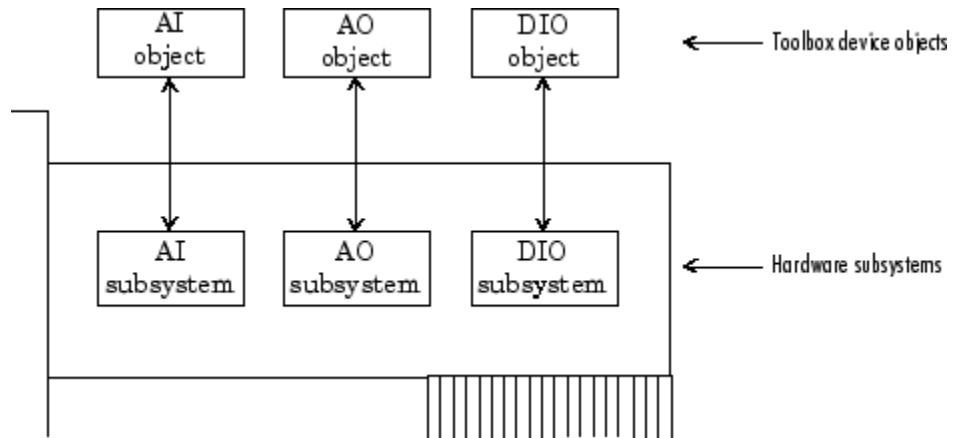 AI
object
AO
object
DIO
object
Toolbox device objects
AI
subsystem
AO
subsystem
DIO
subsystem
Hardware subsystems